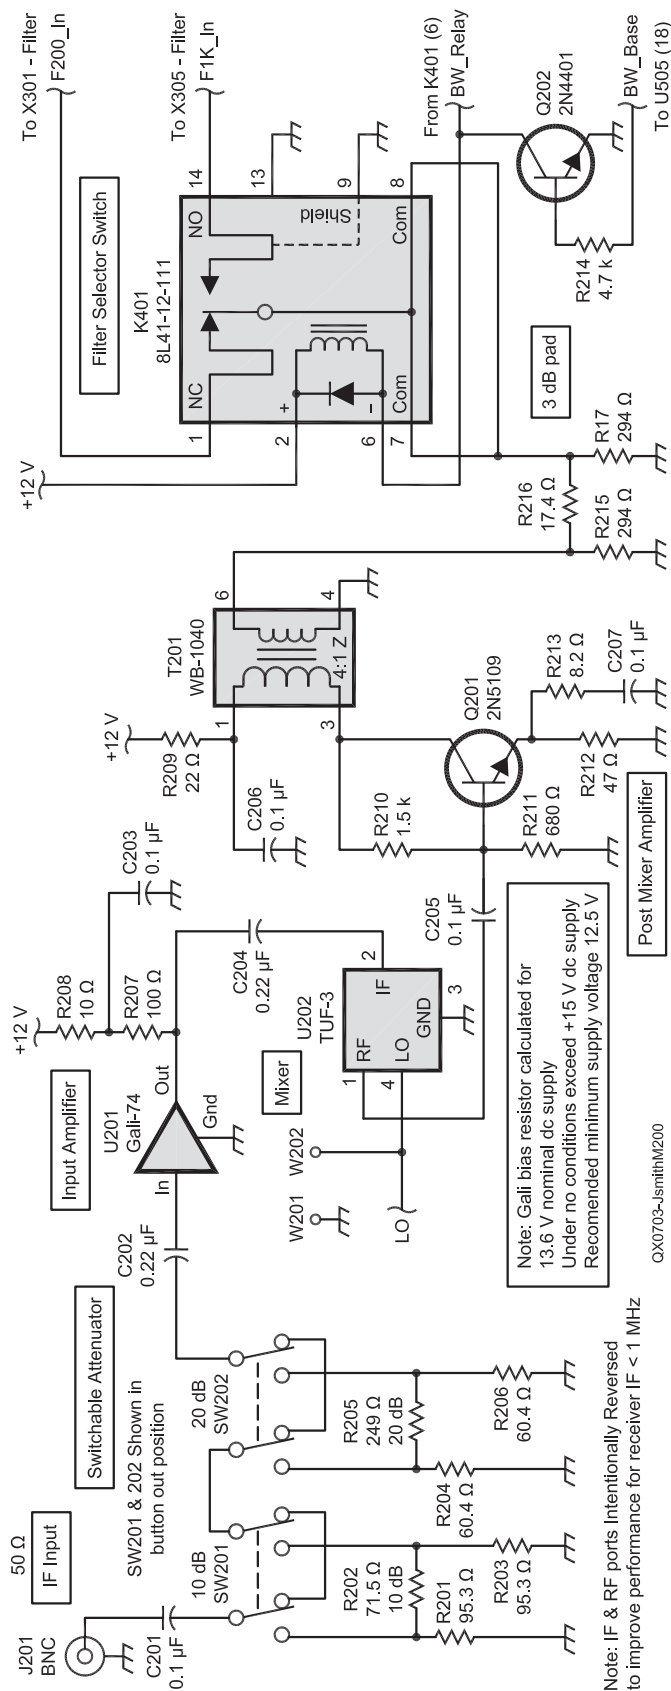 50 Ω
IF Input
J201
BNC
C201
0.1 µF
Switchable Attenuator
SW201 & 202 Shown in
button out position
10 dB
SW201
20 dB
SW202
R202
71.5 Ω
10 dB
R201
95.3 Ω
R203
95.3 Ω
R205
249 Ω
20 dB
R204
60.4 Ω
R206
60.4 Ω
Note: IF & RF ports Intentionally Reversed
to improve performance for receiver IF < 1 MHz
C202
0.22 µF
Input Amplifier
U201
Gali-74
In
Out
Gnd
+12 V
R208
10 Ω
R207
100 Ω
C203
0.1 µF
C204
0.22 µF
Mixer
U202
TUF-3
1
RF
2
IF
4
LO
GND
3
W201
W202
LO
C205
0.1 µF
Note: Gali bias resistor calculated for
13.6 V nominal dc supply
Under no conditions exceed +15 V dc supply
Recomended minimum supply voltage 12.5 V
QX0703-JsmithM200
+12 V
R209
22 Ω
C206
0.1 µF
T201
WB-1040
1
6
3
4
4:1 Z
R210
1.5 k
R211
680 Ω
Q201
2N5109
R213
8.2 Ω
C207
0.1 µF
R212
47 Ω
Post Mixer Amplifier
R216
17.4 Ω
R215
294 Ω
R17
294 Ω
3 dB pad
+12 V
To X301 - Filter
F200_In
To X305 - Filter
F1K_In
Filter Selector Switch
K401
8L41-12-111
1
NC
NO
14
13
2
+
Shield
9
6
-
7
Com
Com
8
From K401 (6)
BW_Relay
Q202
2N4401
R214
4.7 k
BW_Base
To U505 (18)